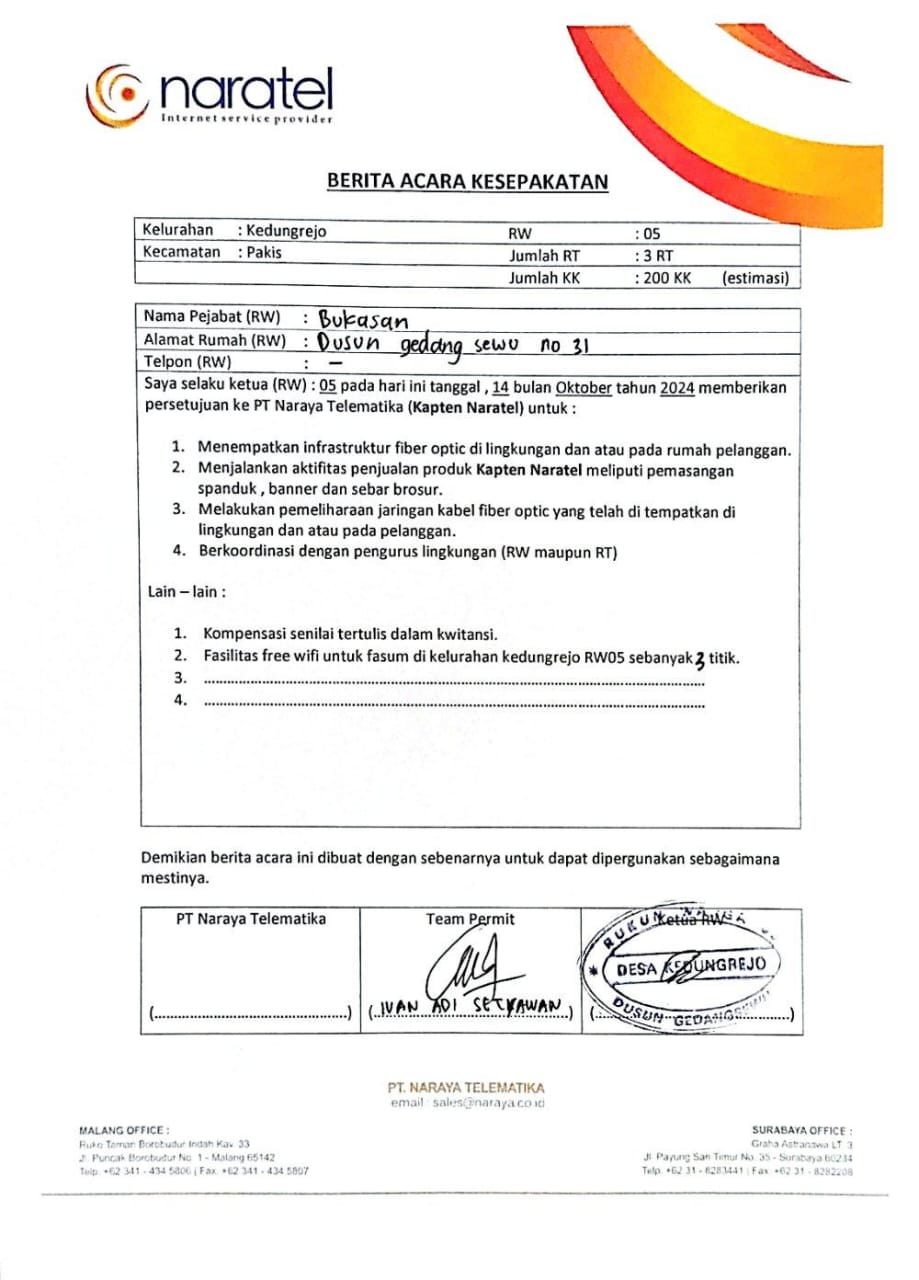 naratel
Internet service provider
BERITA ACARA KESEPAKATAN
Kelurahan : Kedungrejo RW : 05
Kecamatan : Pakis Jumlah RT : 3 RT
Jumlah KK : 200 KK (estimasi)
Nama Pejabat (RW) : Bukasan
Alamat Rumah (RW) : Dusun gedang sewu no 31
Telpon (RW) : –
Saya selaku ketua (RW) : 05 pada hari ini tanggal , 14 bulan Oktober tahun 2024 memberikan
persetujuan ke PT Naraya Telematika (Kapten Naratel) untuk :
1. Menempatkan infrastruktur fiber optic di lingkungan dan atau pada rumah pelanggan.
2. Menjalankan aktifitas penjualan produk Kapten Naratel meliputi pemasangan
spanduk , banner dan sebar brosur.
3. Melakukan pemeliharaan jaringan kabel fiber optic yang telah di tempatkan di
lingkungan dan atau pada pelanggan.
4. Berkoordinasi dengan pengurus lingkungan (RW maupun RT)
Lain – lain :
1. Kompensasi senilai tertulis dalam kwitansi.
2. Fasilitas free wifi untuk fasum di kelurahan kedungrejo RW05 sebanyak 3 titik.
3. ........................................
4. ........................................
Demikian berita acara ini dibuat dengan sebenarnya untuk dapat dipergunakan sebagaimana
mestinya.
PT Naraya Telematika Team Permit Ketua RW
RUKUN WARGA
DESA KEDUNGREJO
DUSUN GEDANGSEWU
(........................) (IVAN ADI SETYAWAN) (........................)
PT. NARAYA TELEMATIKA
email : sales@naraya.co.id
MALANG OFFICE : SURABAYA OFFICE :
Ruko Taman Borobudur Indah Kav. 33 Graha Astranawa LT. 3
Jl. Puncak Borobudur No. 1 - Malang 65142 Jl. Payung San Timur No. 35 - Surabaya 60234
Telp. +62 341 - 434 5806 | Fax. +62 341 - 434 5807 Telp. +62 31 - 8283441 | Fax. +62 31 - 8282208